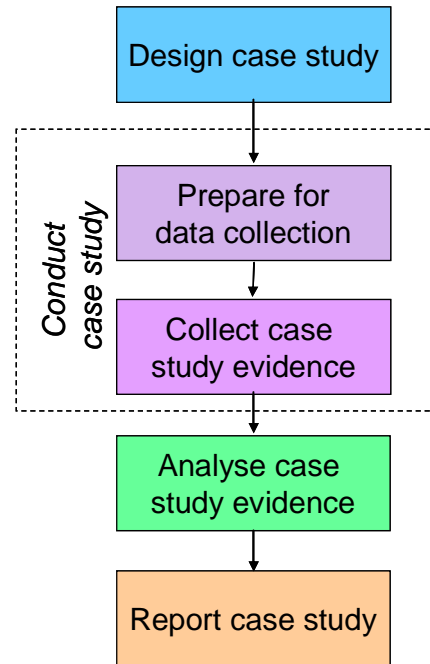 Design case study
Prepare for
data collection
Conduct
case study
Collect case
study evidence
Analyse case
study evidence
Report case study